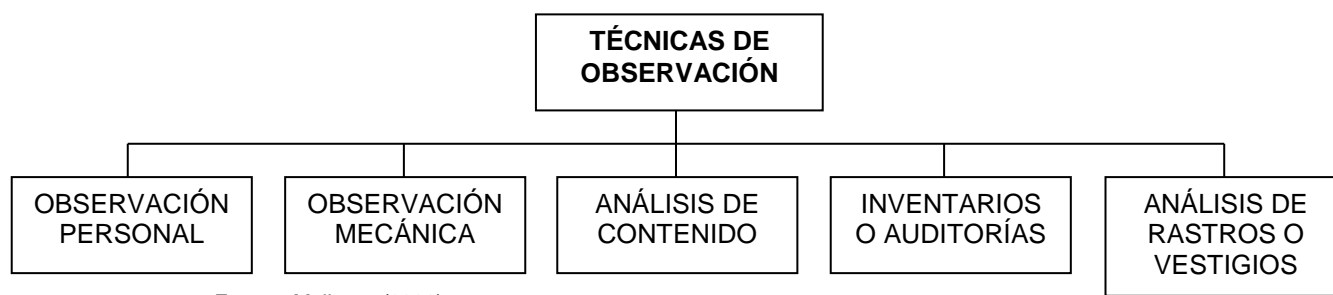 TÉCNICAS DE
OBSERVACIÓN
OBSERVACIÓN
PERSONAL
OBSERVACIÓN
MECÁNICA
ANÁLISIS DE
CONTENIDO
INVENTARIOS
O AUDITORÍAS
ANÁLISIS DE
RASTROS O
VESTIGIOS